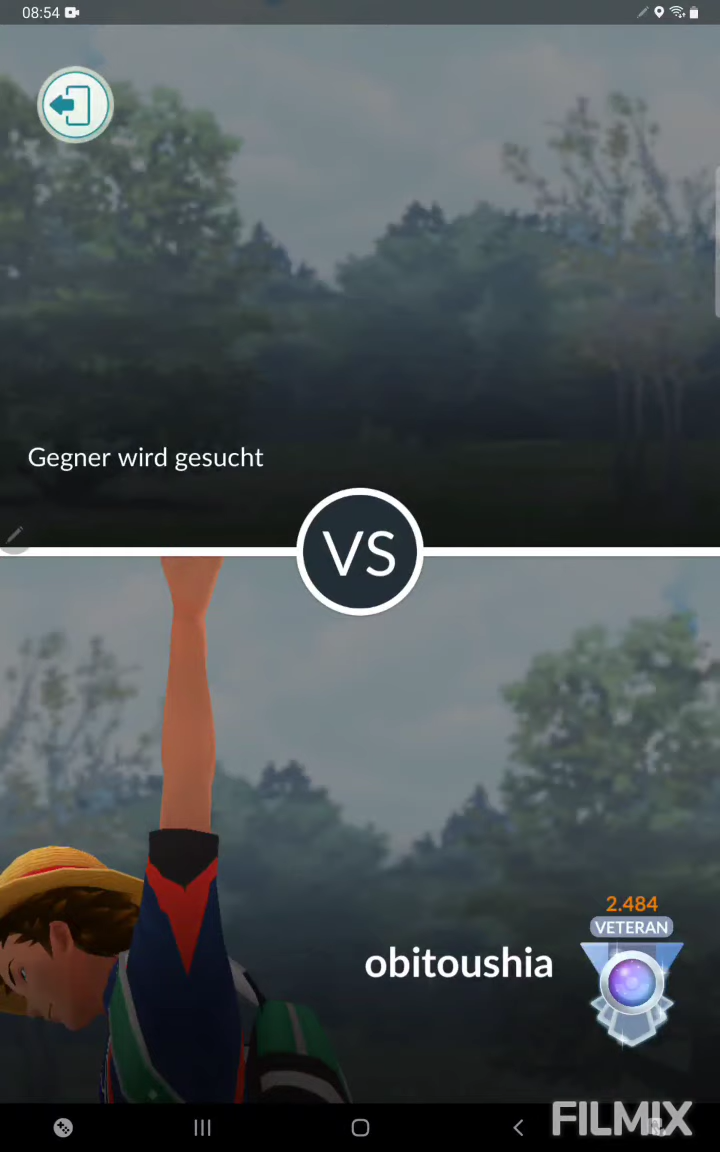 08:54
Gegner wird gesucht
VS
2.484
VETERAN
obitoushia
FILMIX